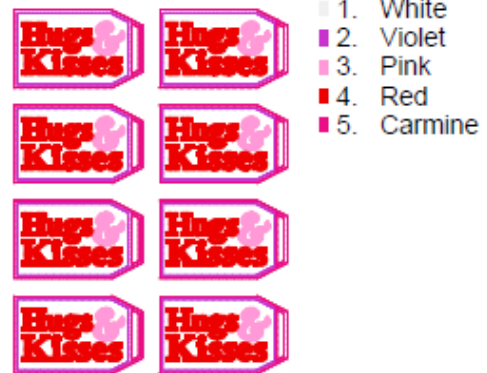 Hugs &
Kisses
Hugs &
Kisses
Hugs &
Kisses
Hugs &
Kisses
Hugs &
Kisses
Hugs &
Kisses
Hugs &
Kisses
Hugs &
Kisses
1. White
2. Violet
3. Pink
4. Red
5. Carmine